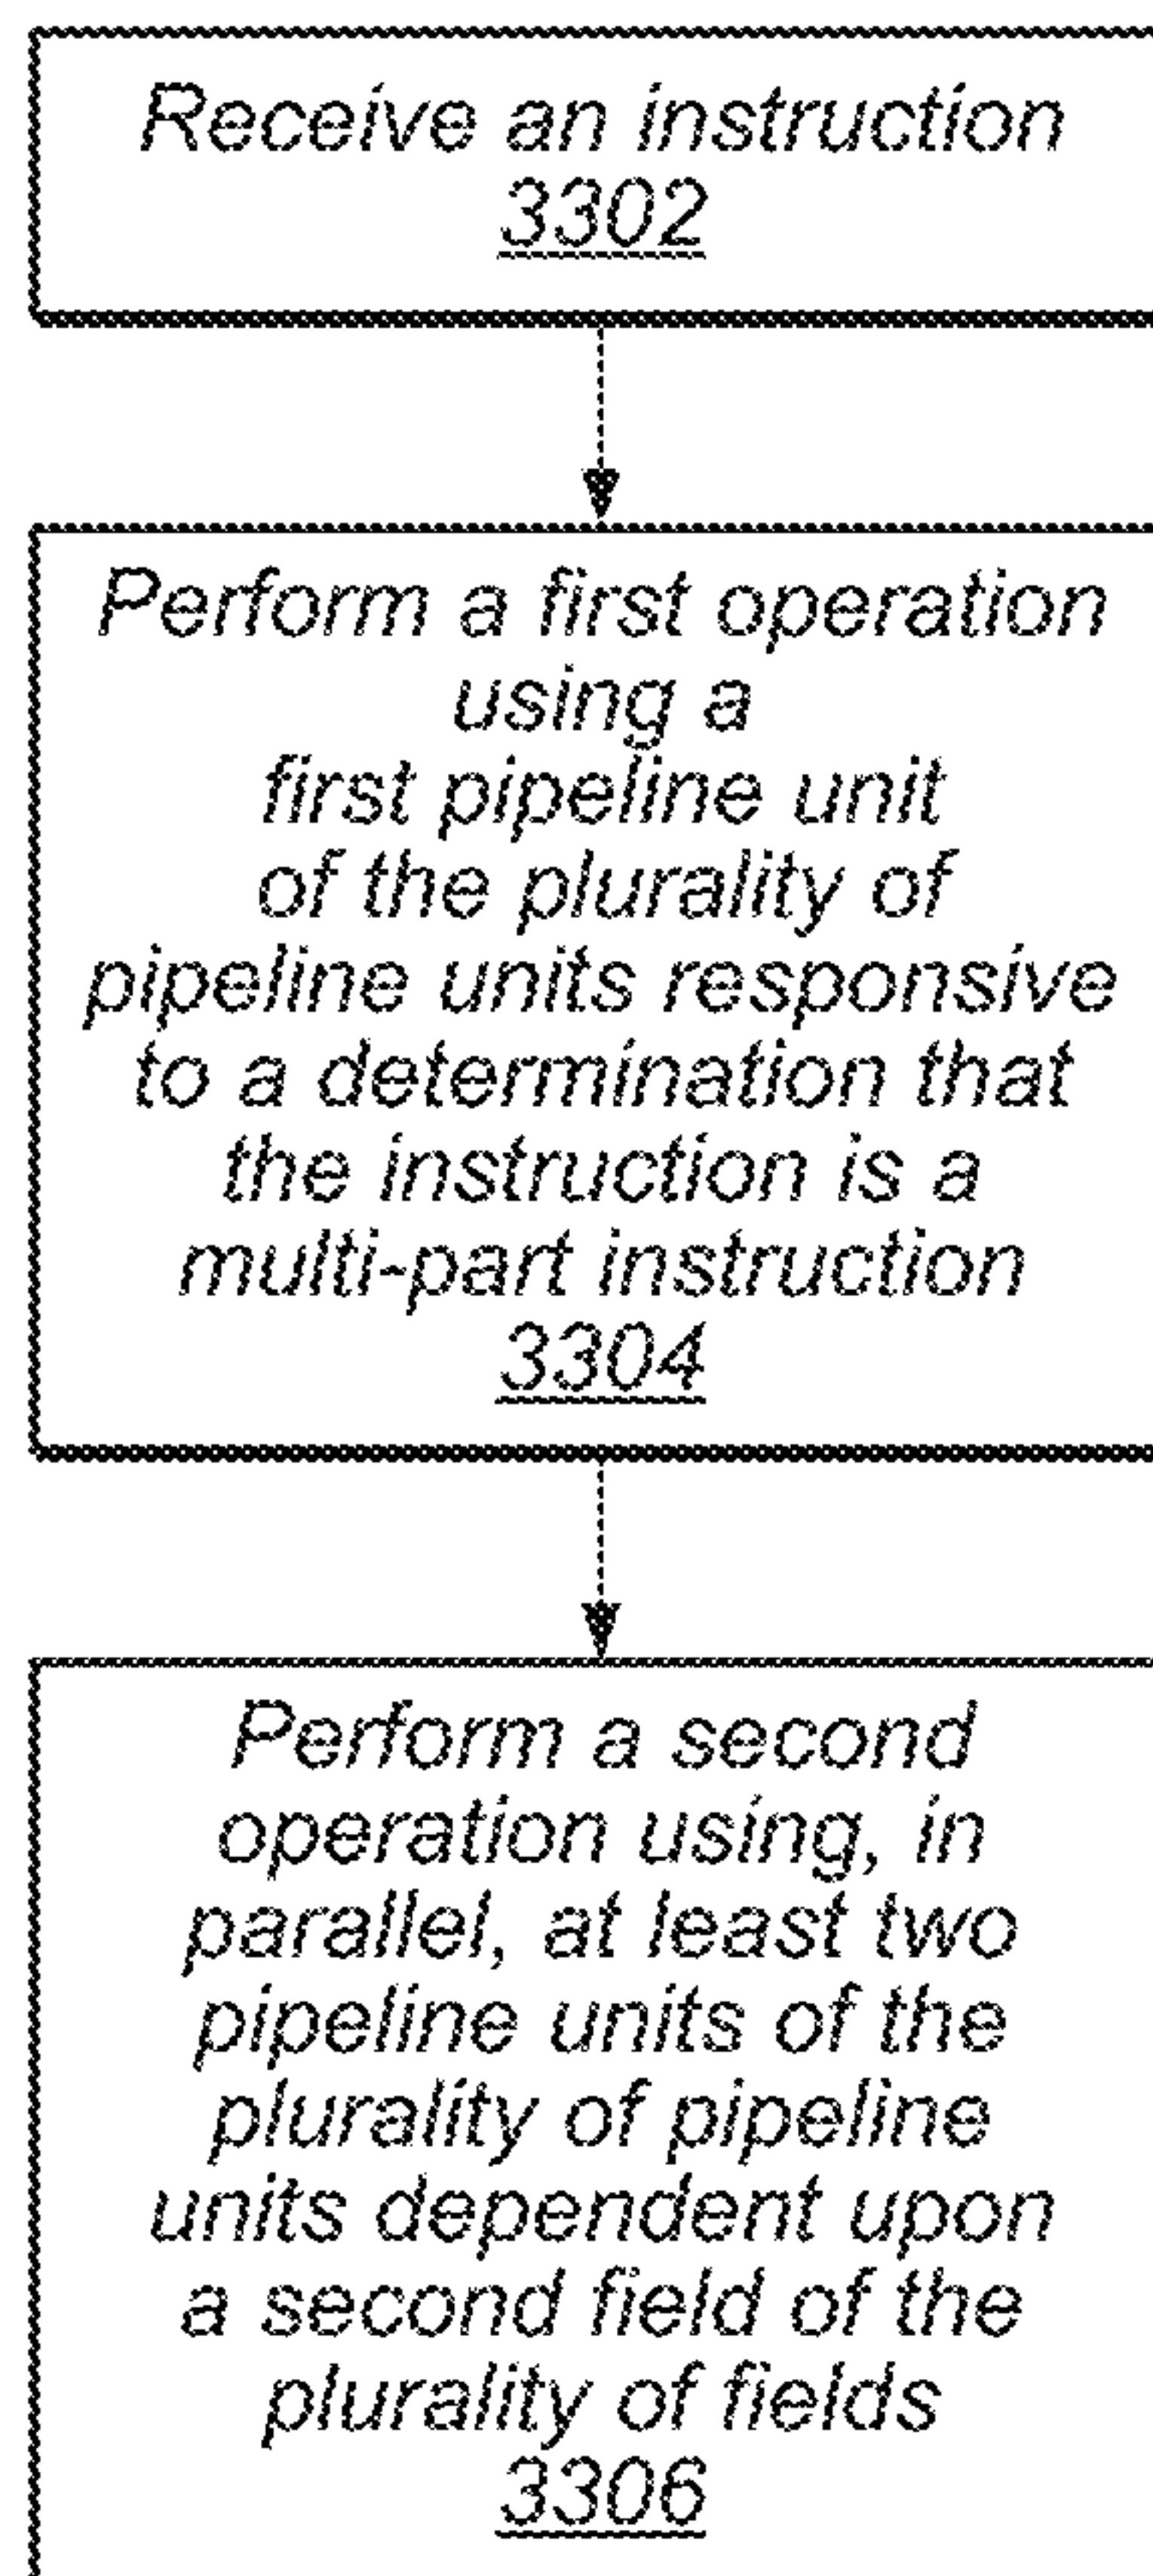 Receive an instruction
3302
Perform a first operation
using a
first pipeline unit
of the plurality of
pipeline units responsive
to a determination that
the instruction is a
multi-part instruction
3304
Perform a second
operation using, in
parallel, at least two
pipeline units of the
plurality of pipeline
units dependent upon
a second field of the
plurality of fields
3306